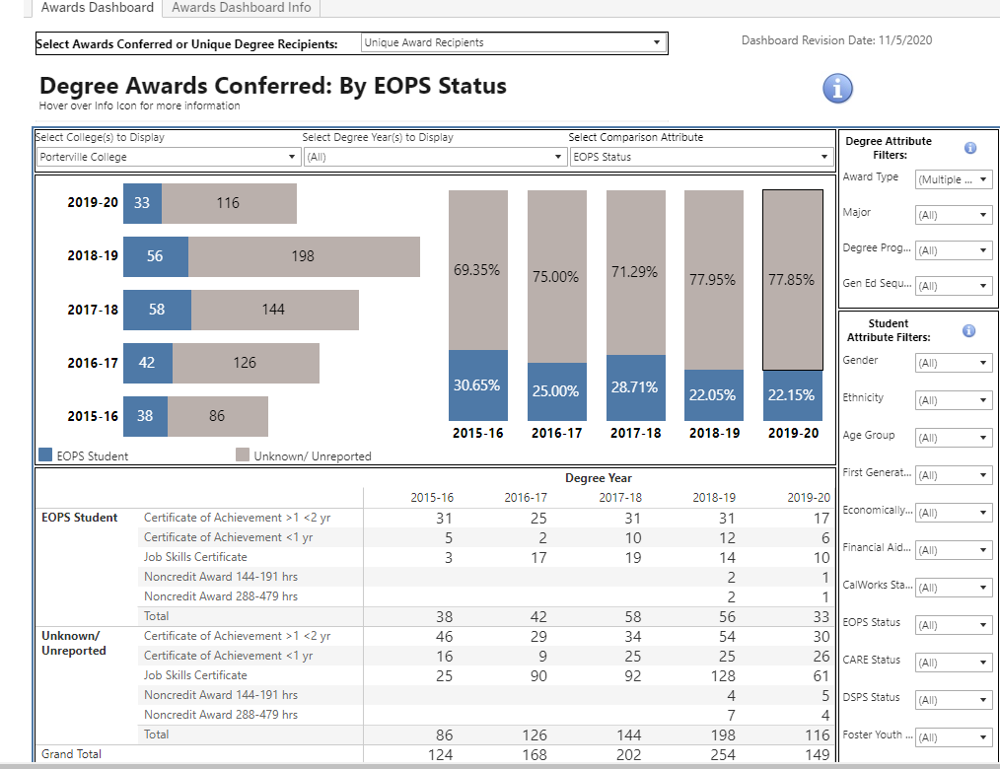 Awards Dashboard Awards Dashboard Info
Select Awards Conferred or Unique Degree Recipients: Unique Award Recipients Dashboard Revision Date: 11/5/2020
Degree Awards Conferred: By EOPS Status
Hover over Info Icon for more information
Select College(s) to Display Select Degree Year(s) to Display Select Comparison Attribute
Porterville College (All) EOPS Status
2019-20 33 116
2018-19 56 198
2017-18 58 144
2016-17 42 126
2015-16 38 86
EOPS Student Unknown/ Unreported
69.35% 75.00% 71.29% 77.95% 77.85%
30.65% 25.00% 28.71% 22.05% 22.15%
2015-16 2016-17 2017-18 2018-19 2019-20
Degree Year
2015-16 2016-17 2017-18 2018-19 2019-20
EOPS Student Certificate of Achievement >1 <2 yr 31 25 31 31 17
Certificate of Achievement <1 yr 5 2 10 12 6
Job Skills Certificate 3 17 19 14 10
Noncredit Award 144-191 hrs 2 1
Noncredit Award 288-479 hrs 2 1
Total 38 42 58 56 33
Unknown/ Certificate of Achievement >1 <2 yr 46 29 34 54 30
Unreported Certificate of Achievement <1 yr 16 9 25 25 26
Job Skills Certificate 25 90 92 128 61
Noncredit Award 144-191 hrs 4 5
Noncredit Award 288-479 hrs 7 4
Total 86 126 144 198 116
Grand Total 124 168 202 254 149
Degree Attribute
Filters:
Award Type (Multiple ...
Major (All)
Degree Prog... (All)
Gen Ed Sequ... (All)
Student
Attribute Filters:
Gender (All)
Ethnicity (All)
Age Group (All)
First Generat... (All)
Economically... (All)
Financial Aid... (All)
CalWorks Sta... (All)
EOPS Status (All)
CARE Status (All)
DSPS Status (All)
Foster Youth ... (All)